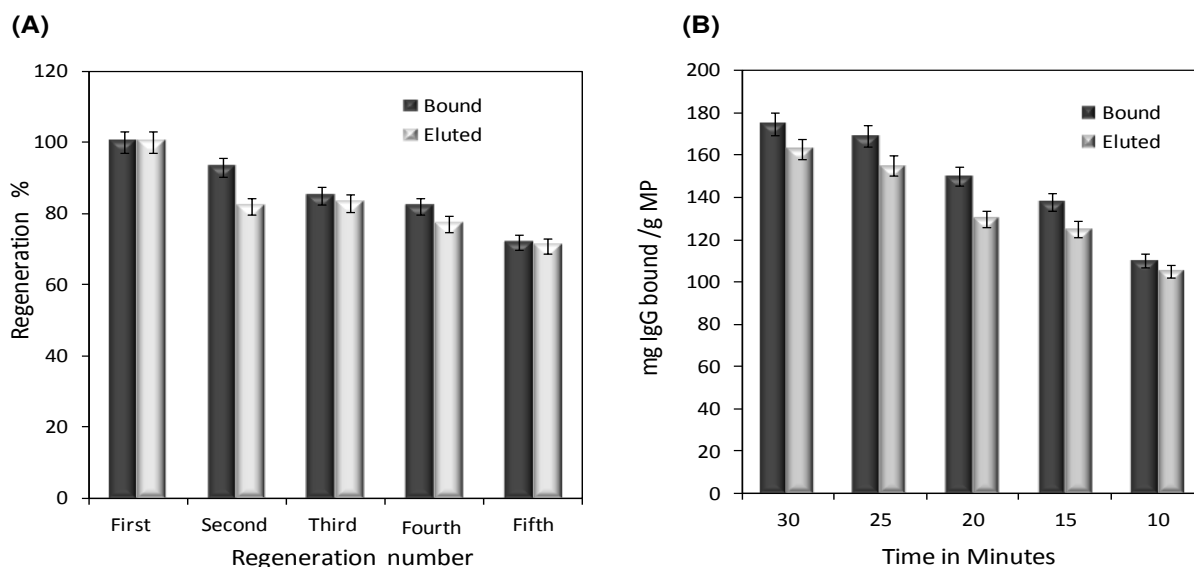 (A)
120
100
80
60
40
20
0
Regeneration %
Bound
Eluted
First Second Third Fourth Fifth
Regeneration number
(B)
200
180
160
140
120
100
80
60
40
20
0
mg IgG bound /g MP
Bound
Eluted
30 25 20 15 10
Time in Minutes